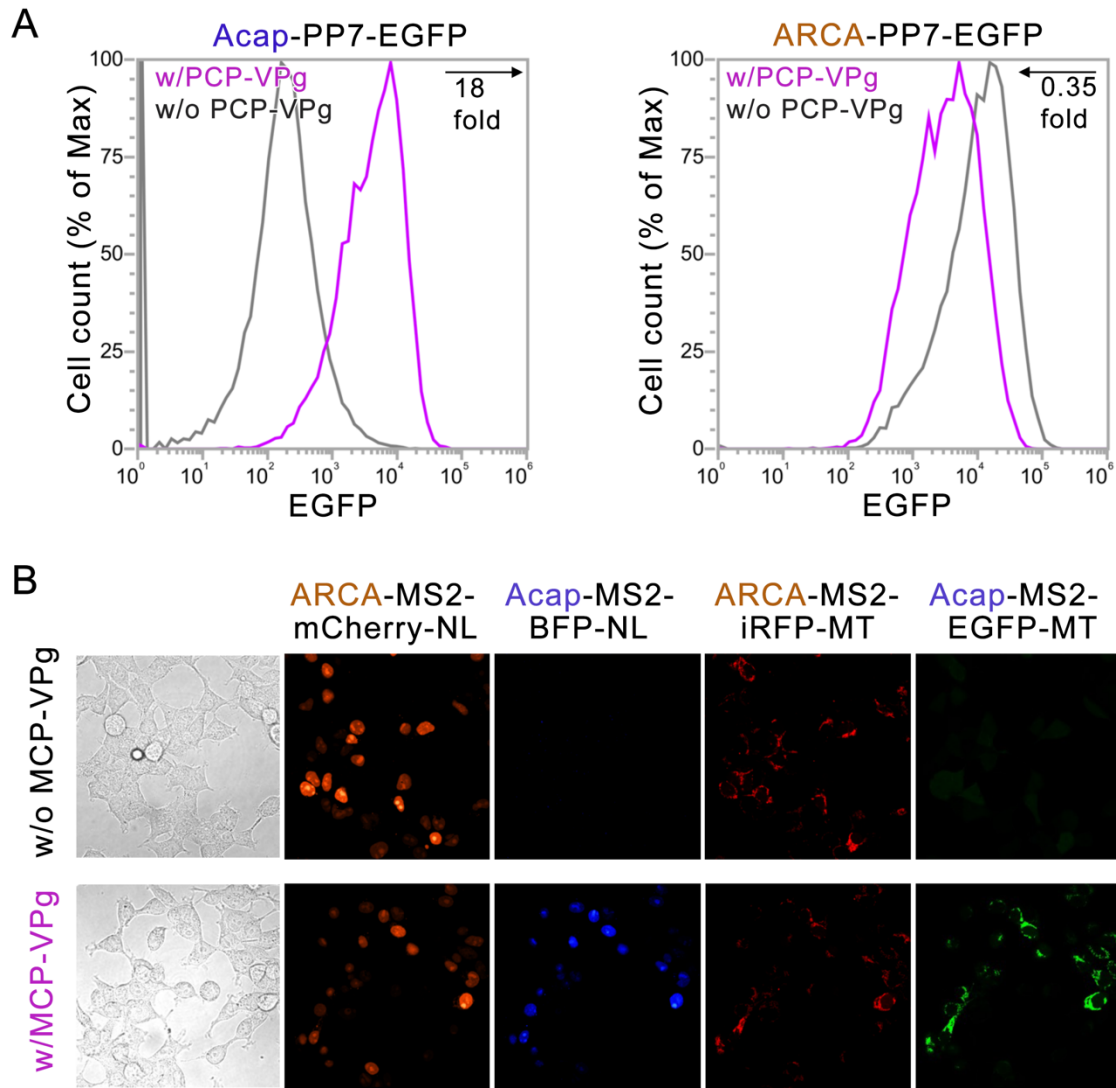 A
Acap-PP7-EGFP
w/PCP-VPg
w/o PCP-VPg
18
fold
Cell count (% of Max)
100
75
50
25
0
10^0 10^1 10^2 10^3 10^4 10^5 10^6
EGFP
ARCA-PP7-EGFP
w/PCP-VPg
w/o PCP-VPg
0.35
fold
Cell count (% of Max)
100
75
50
25
0
10^0 10^1 10^2 10^3 10^4 10^5 10^6
EGFP
B
ARCA-MS2-
mCherry-NL
Acap-MS2-
BFP-NL
ARCA-MS2-
iRFP-MT
Acap-MS2-
EGFP-MT
w/o MCP-VPg
w/MCP-VPg